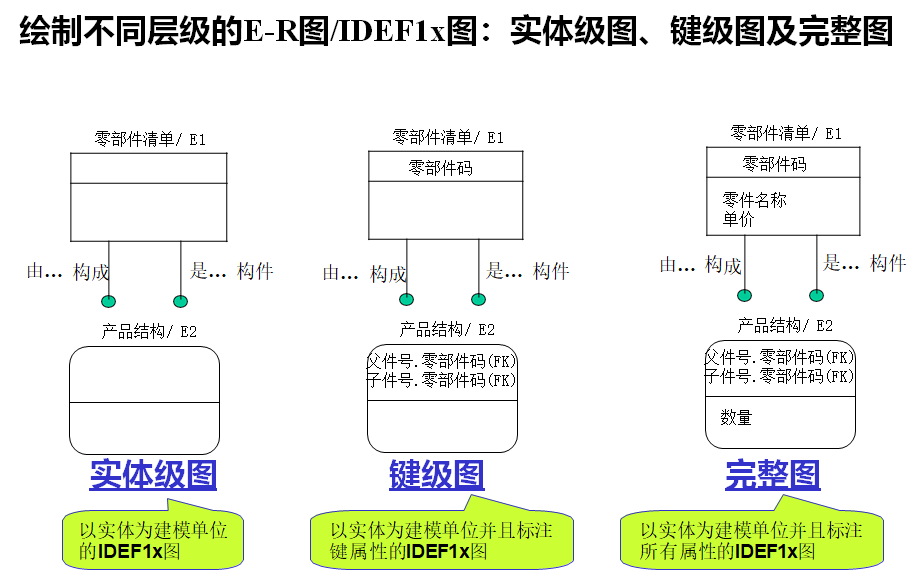 绘制不同层级的E-R图/IDEF1x图：实体级图、键级图及完整图
零部件清单/ E1
由... 构成
是... 构件
产品结构/ E2
实体级图
以实体为建模单位
的IDEF1x图
零部件清单/ E1
零部件码
由... 构成
是... 构件
产品结构/ E2
父件号.零部件码(FK)
子件号.零部件码(FK)
键级图
以实体为建模单位并且标注
键属性的IDEF1x图
零部件清单/ E1
零部件码
零件名称
单价
由... 构成
是... 构件
产品结构/ E2
父件号.零部件码(FK)
子件号.零部件码(FK)
数量
完整图
以实体为建模单位并且标注
所有属性的IDEF1x图